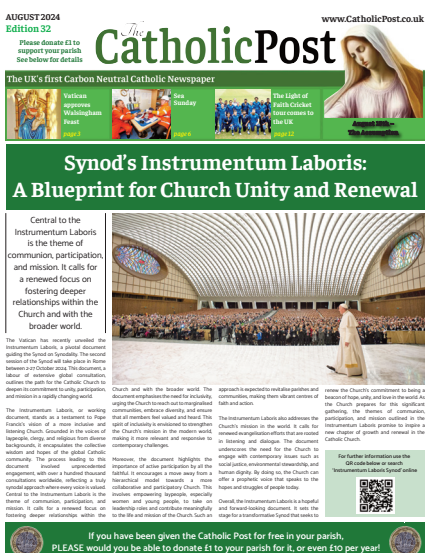 AUGUST 2024
Edition 32
Please donate £1 to
support your parish
See below for details
The
CatholicPost
www.CatholicPost.co.uk
The UK's first Carbon Neutral Catholic Newspaper
Vatican
approves
Walsingham
Feast
page 3
Sea
Sunday
page 6
The Light of
Faith Cricket
tour comes to
the UK
page 12
August 15th –
The Assumption
Synod's Instrumentum Laboris:
A Blueprint for Church Unity and Renewal
Central to the
Instrumentum Laboris
is the theme of
communion, participation,
and mission. It calls for
a renewed focus on
fostering deeper
relationships within the
Church and with the
broader world.
The Vatican has recently unveiled the
Instrumentum Laboris, a pivotal document
guiding the Synod on Synodality. The second
session of the Synod will take place in Rome
between 2-27 October 2024. This document, a
labour of extensive global consultation,
outlines the path for the Catholic Church to
deepen its commitment to unity, participation,
and mission in a rapidly changing world.
The Instrumentum Laboris, or working
document, stands as a testament to Pope
Francis's vision of a more inclusive and
listening Church. Grounded in the voices of
laypeople, clergy, and religious from diverse
backgrounds, it encapsulates the collective
wisdom and hopes of the global Catholic
community. The process leading to this
document involved unprecedented
engagement, with over a hundred thousand
consultations worldwide, reflecting a truly
synodal approach where every voice is valued.
Central to the Instrumentum Laboris is the
theme of communion, participation, and
mission. It calls for a renewed focus on
fostering deeper relationships within the
Church and with the broader world. The
document emphasizes the need for inclusivity,
urging the Church to reach out to marginalised
communities, embrace diversity, and ensure
that all members feel valued and heard. This
spirit of inclusivity is envisioned to strengthen
the Church's mission in the modern world,
making it more relevant and responsive to
contemporary challenges.
Moreover, the document highlights the
importance of active participation by all the
faithful. It encourages a move away from a
hierarchical model towards a more
collaborative and participatory Church. This
involves empowering laypeople, especially
women and young people, to take on
leadership roles and contribute meaningfully
to the life and mission of the Church. Such an
approach is expected to revitalise parishes and
communities, making them vibrant centres of
faith and action.
The Instrumentum Laboris also addresses the
Church's mission in the world. It calls for
renewed evangelisation efforts that are rooted
in listening and dialogue. The document
underscores the need for the Church to
engage with contemporary issues such as
social justice, environmental stewardship, and
human dignity. By doing so, the Church can
offer a prophetic voice that speaks to the
hopes and struggles of people today.
Overall, the Instrumentum Laboris is a hopeful
and forward-looking document. It sets the
stage for a transformative Synod that seeks to
renew the Church's commitment to being a
beacon of hope, unity, and love in the world. As
the Church prepares for this significant
gathering, the themes of communion,
participation, and mission outlined in the
Instrumentum Laboris promise to inspire a
new chapter of growth and renewal in the
Catholic Church.
For further information use the
QR code below or search
'Instrumentum Laboris Synod' online
If you have been given the Catholic Post for free in your parish,
PLEASE would you be able to donate £1 to your parish for it, or even £10 per year!